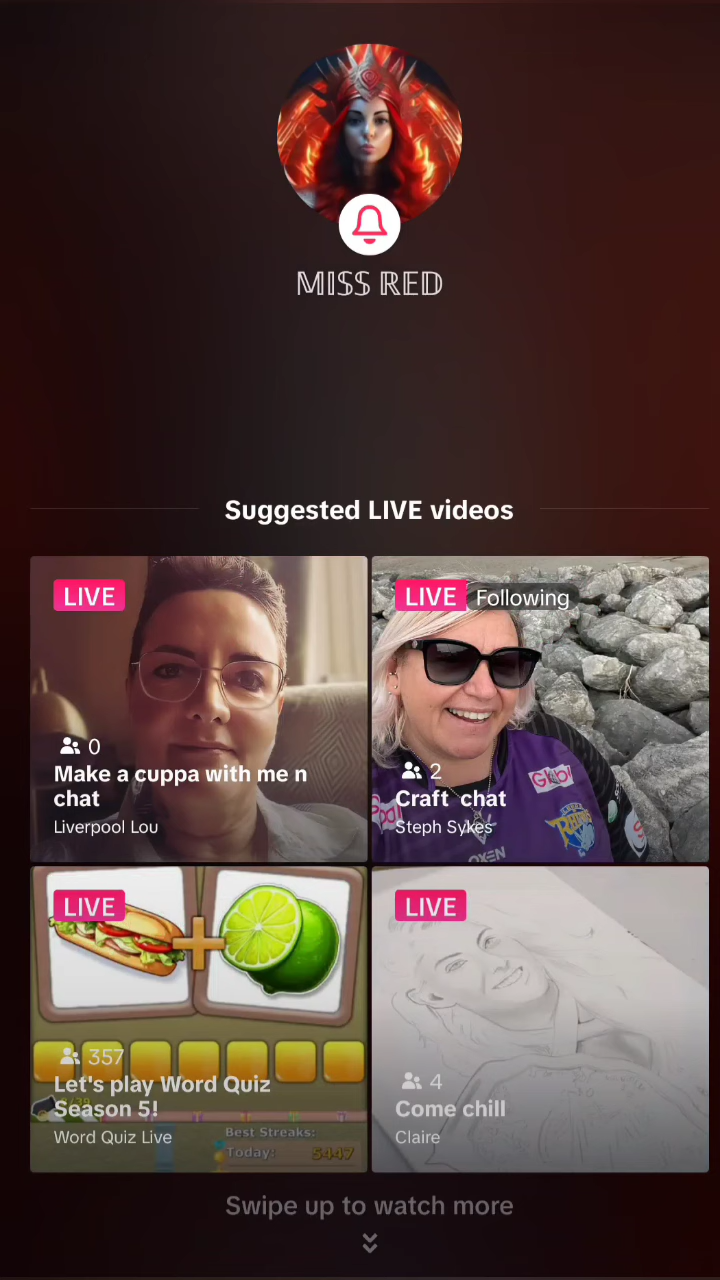 𝕄𝕀𝕊𝕊 ℝ𝔼𝔻
Suggested LIVE videos
LIVE
0
Make a cuppa with me n
chat
Liverpool Lou
LIVE Following
2
Craft chat
Steph Sykes
OXEN
LIVE
357
Let's play Word Quiz
Season 5!
Word Quiz Live
Best Streaks:
Today: 5447
LIVE
4
Come chill
Claire
Swipe up to watch more